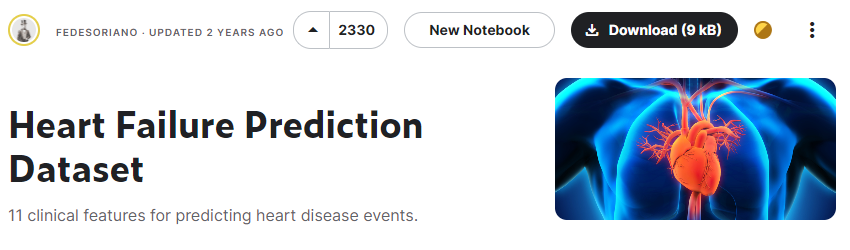 FEDESORIANO · UPDATED 2 YEARS AGO
2330
New Notebook
Download (9 kB)
Heart Failure Prediction
Dataset
11 clinical features for predicting heart disease events.